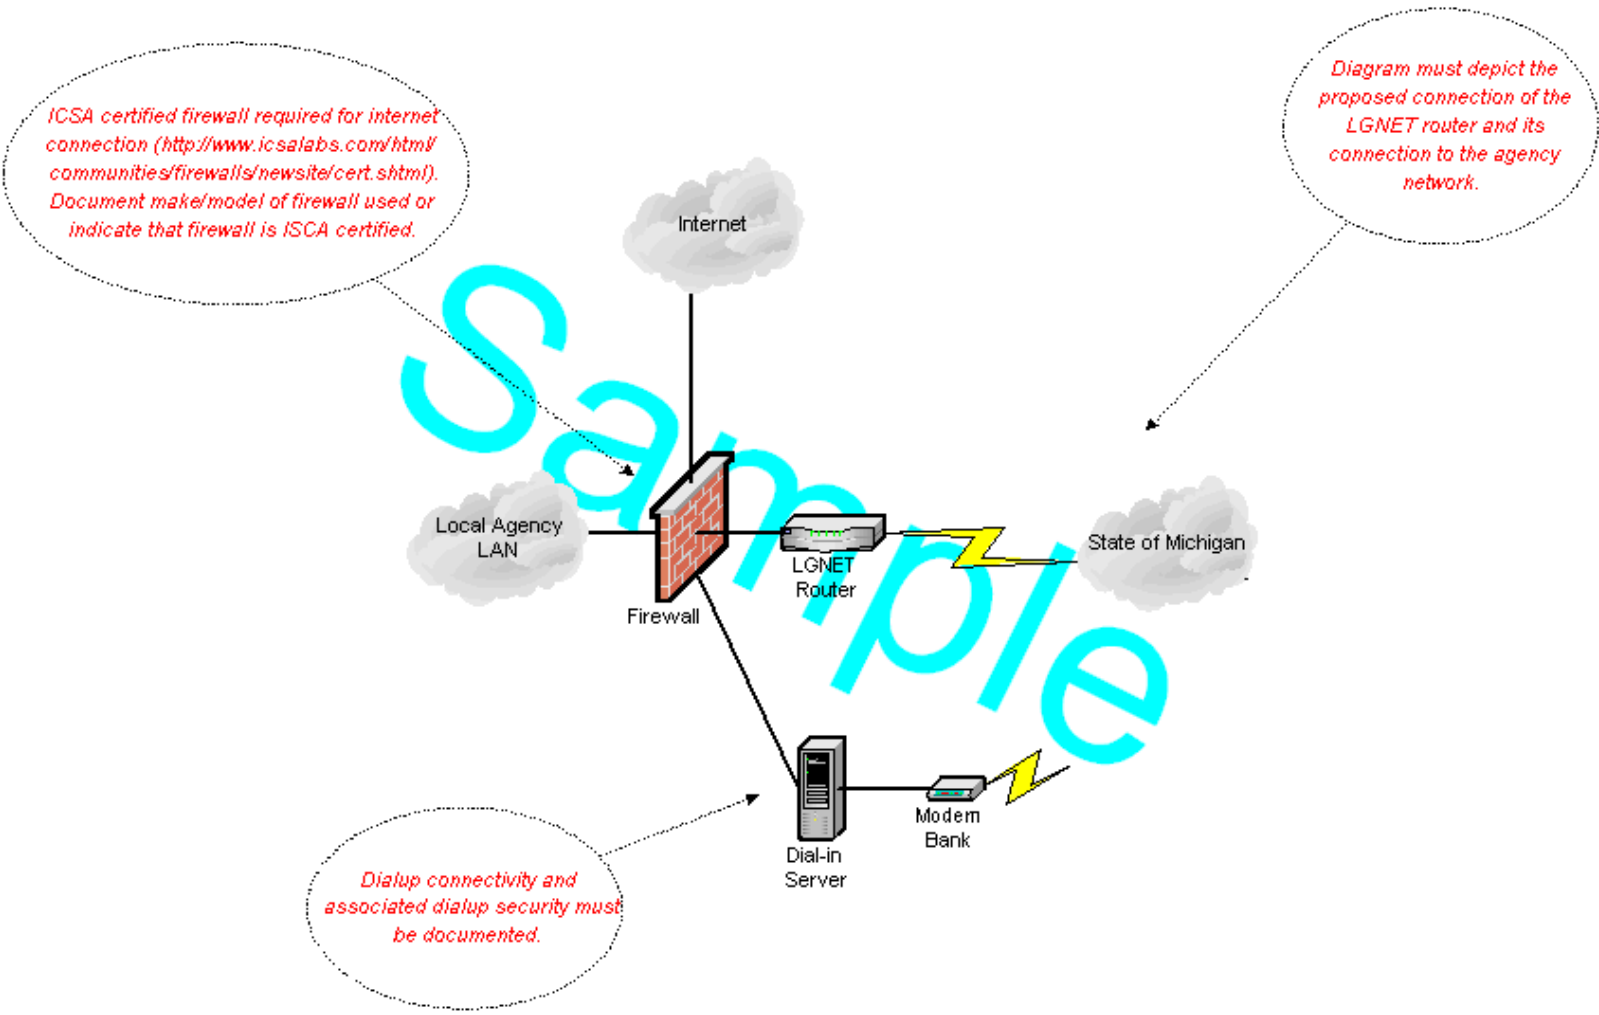 ICSA certified firewall required for internet
connection (http://www.icsalabs.com/html/
communities/firewalls/newsite/cert.shtml).
Document make/model of firewall used or
indicate that firewall is ISCA certified.
Diagram must depict the
proposed connection of the
LGNET router and its
connection to the agency
network.
Internet
Sample
Local Agency
LAN
Firewall
LGNET
Router
State of Michigan
Dial-in
Server
Modem
Bank
Dialup connectivity and
associated dialup security must
be documented.